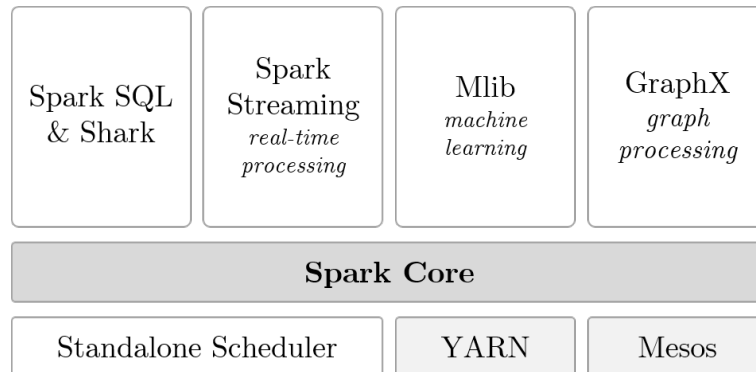 Spark SQL
& Shark
Spark
Streaming
real-time
processing
Mlib
machine
learning
GraphX
graph
processing
Spark Core
Standalone Scheduler
YARN
Mesos